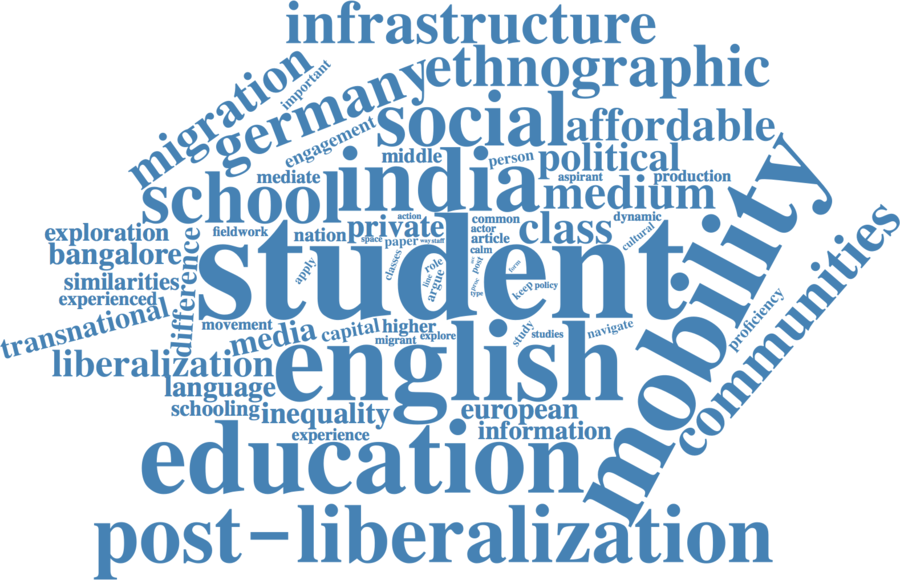 infrastructure
migration
important
germany
ethnographic
engagement
social
affordable
middle
person
political
mediate
india
aspirant
production
school
medium
action
private
common
class
dynamic
exploration
fieldwork
nation
space
paper
way
staff
actor
article
cultural
bangalore
difference
student
calm
classes
role
line
argue
post
form
apply
keep
policy
similarities
experienced
transnational
movement
media
capital
higher
migrant
explore
study
studies
navigate
proficiency
mobility
communities
liberalization
english
language
schooling
inequality
european
experience
information
education
post-liberalization